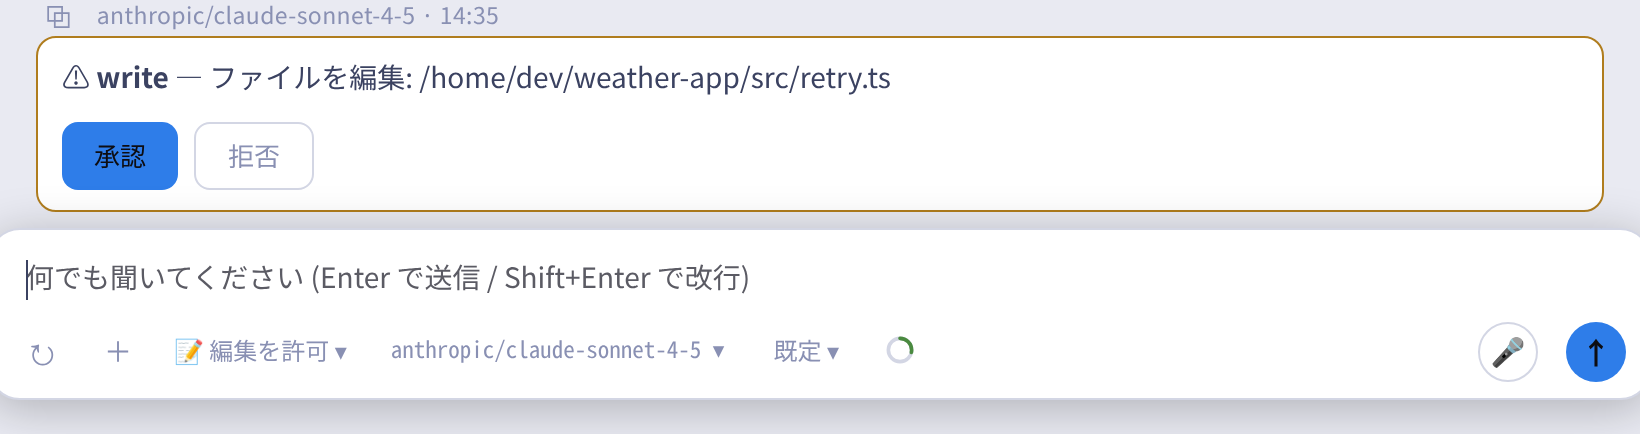 anthropic/claude-sonnet-4-5 · 14:35
⚠ write — ファイルを編集: /home/dev/weather-app/src/retry.ts
承認 拒否
何でも聞いてください (Enter で送信 / Shift+Enter で改行)
編集を許可 ▾ anthropic/claude-sonnet-4-5 ▾ 既定 ▾